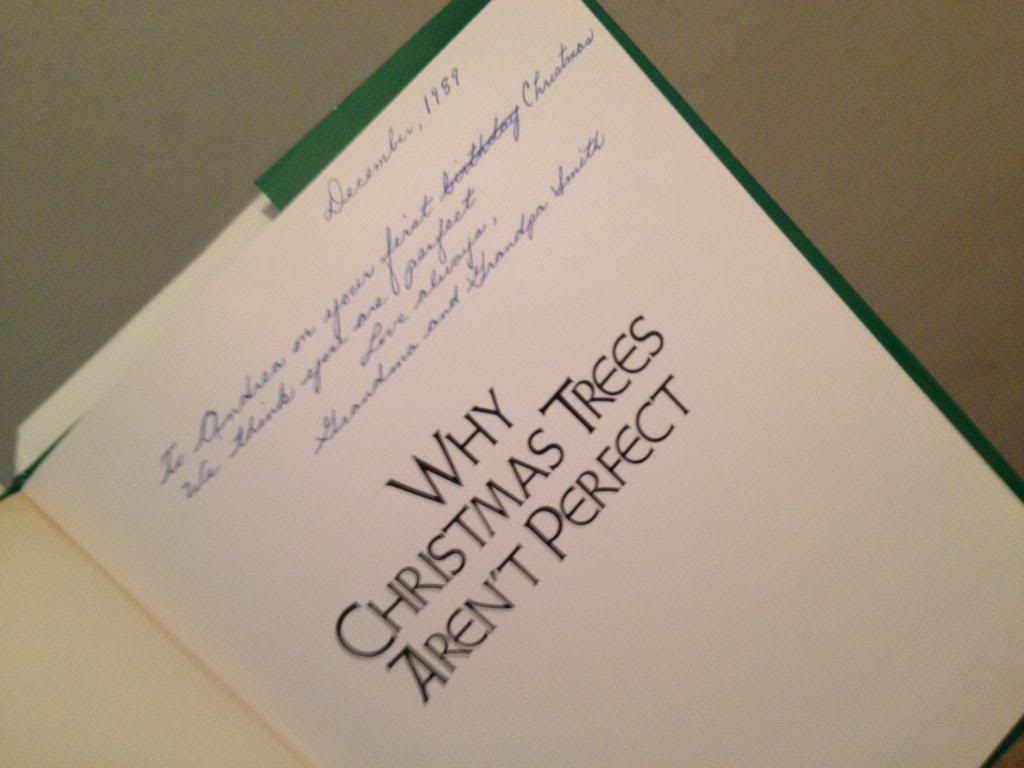 December, 1989
To Andrea on your first birthday Christmas
We think you are perfect.
Love always,
Grandma and Grandpa Smith
WHY
CHRISTMAS TREES
AREN'T PERFECT